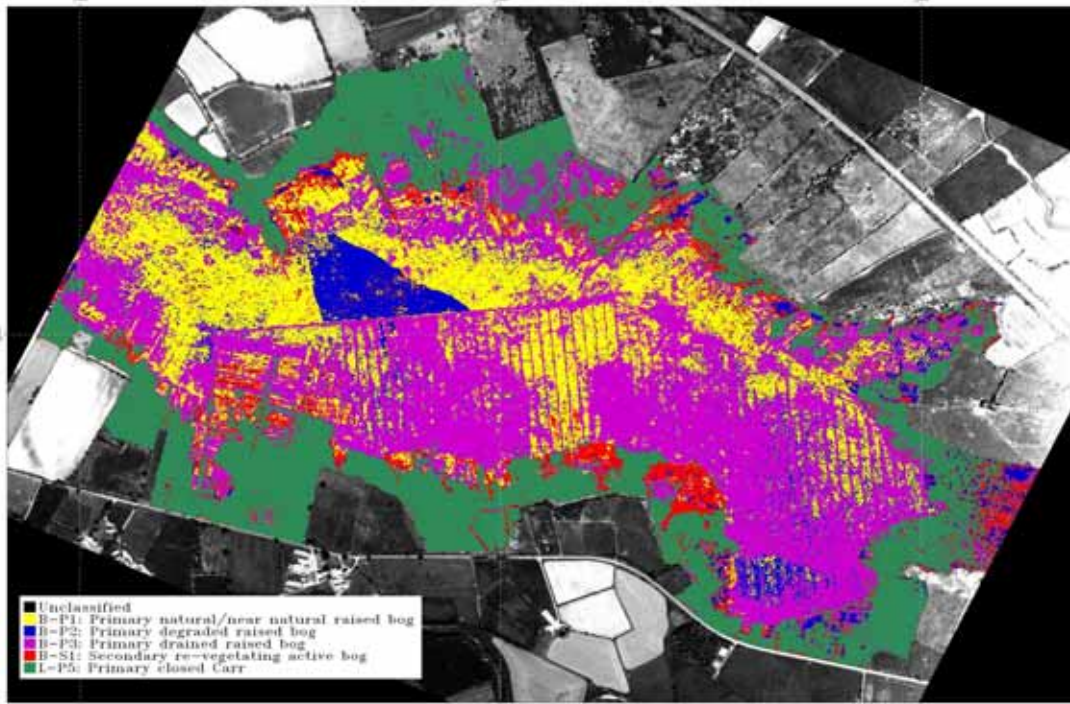 Unclassified
B-P1: Primary natural/near natural raised bog
B-P2: Primary degraded raised bog
B-P3: Primary drained raised bog
B-S1: Secondary re-vegetating active bog
L-P5: Primary closed Carr